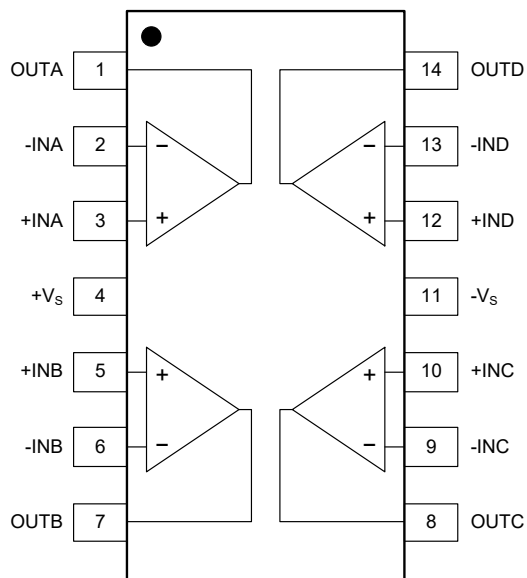 OUTA 1 14 OUTD
-INA 2 − − 13 -IND
+INA 3 + + 12 +IND
+VS 4 11 -VS
+INB 5 + + 10 +INC
-INB 6 − − 9 -INC
OUTB 7 8 OUTC